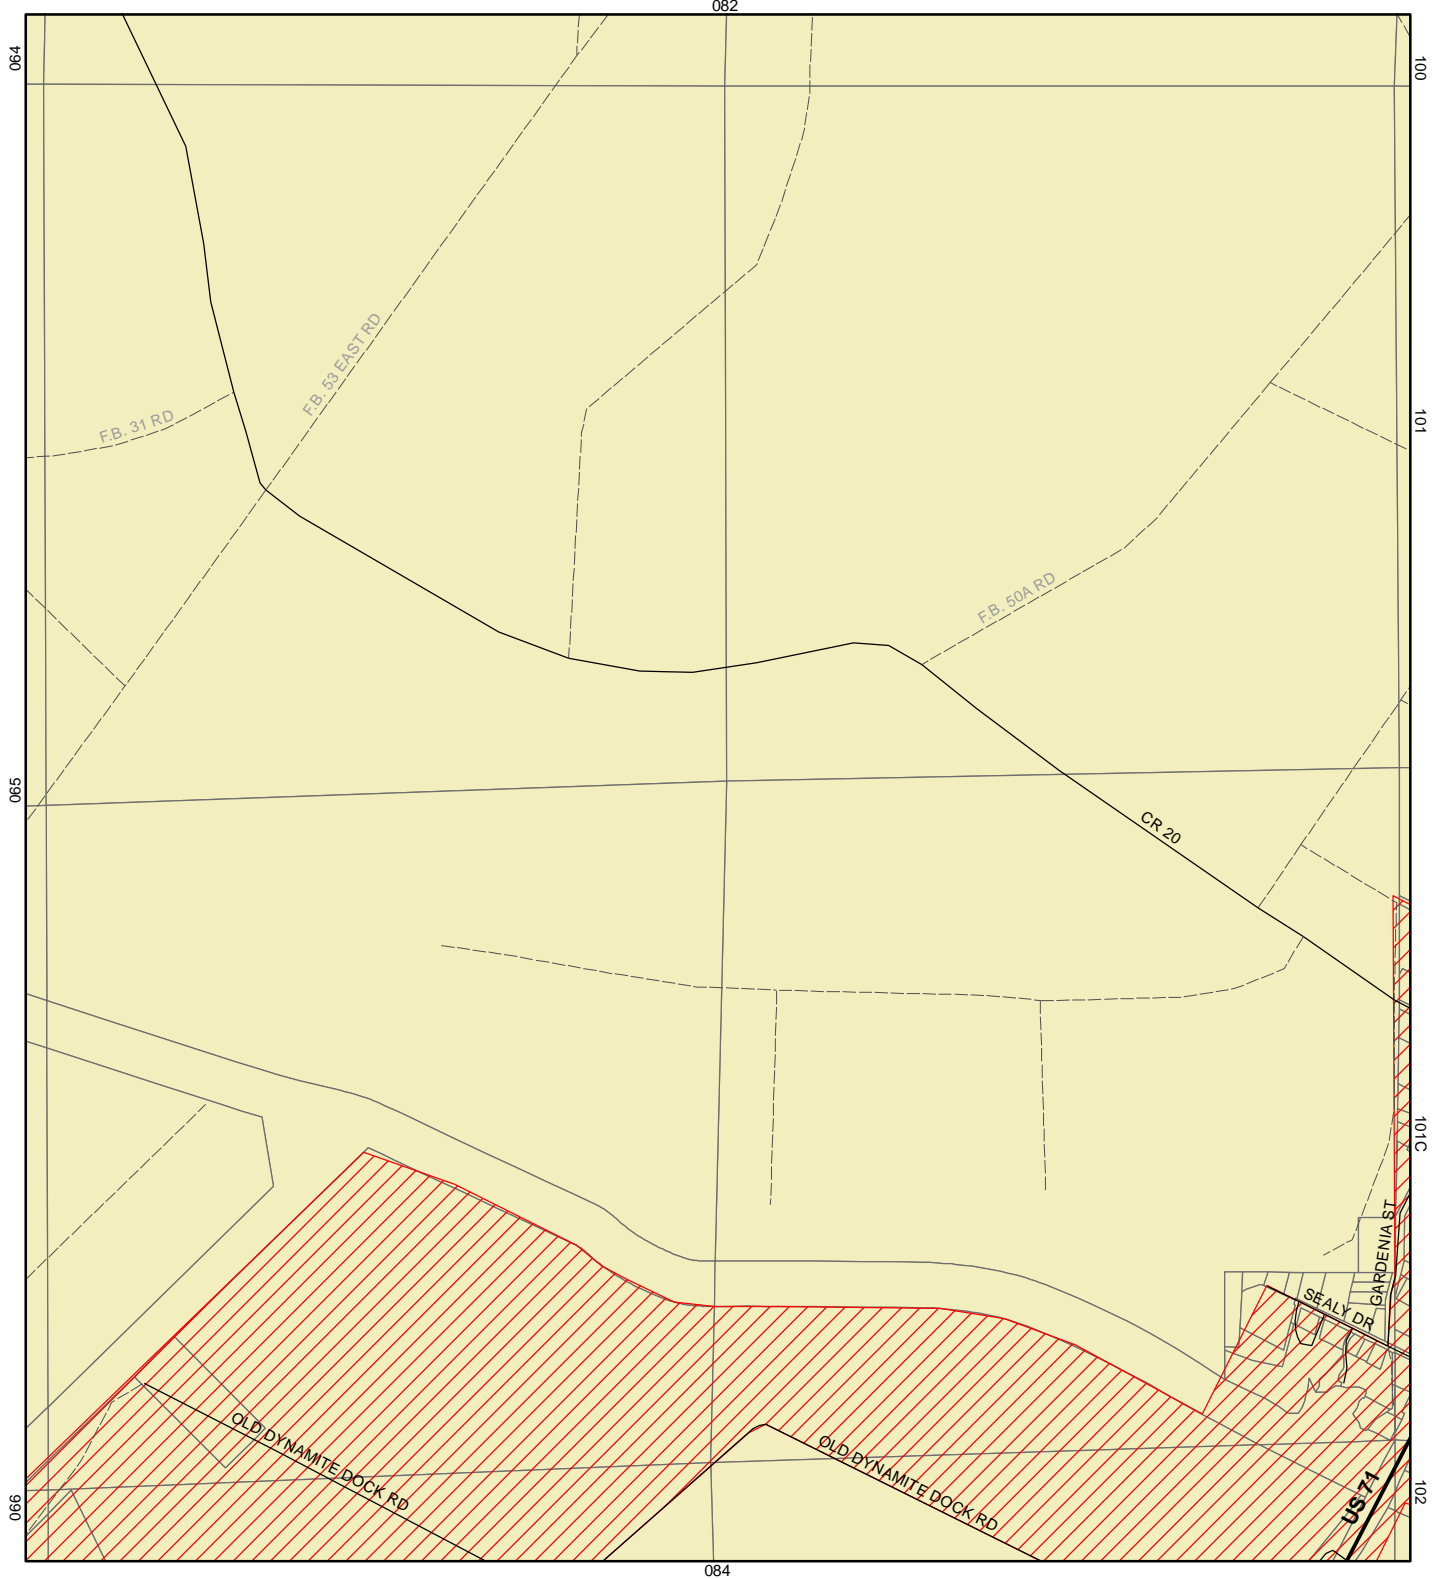 082
064
100
F.B. 53 EAST RD
F.B. 31 RD
101
F.B. 50A RD
065
CR 20
101C
GARDENIA ST
SEALY DR
OLD DYNAMITE DOCK RD
OLD DYNAMITE DOCK RD
US 71
066
102
084